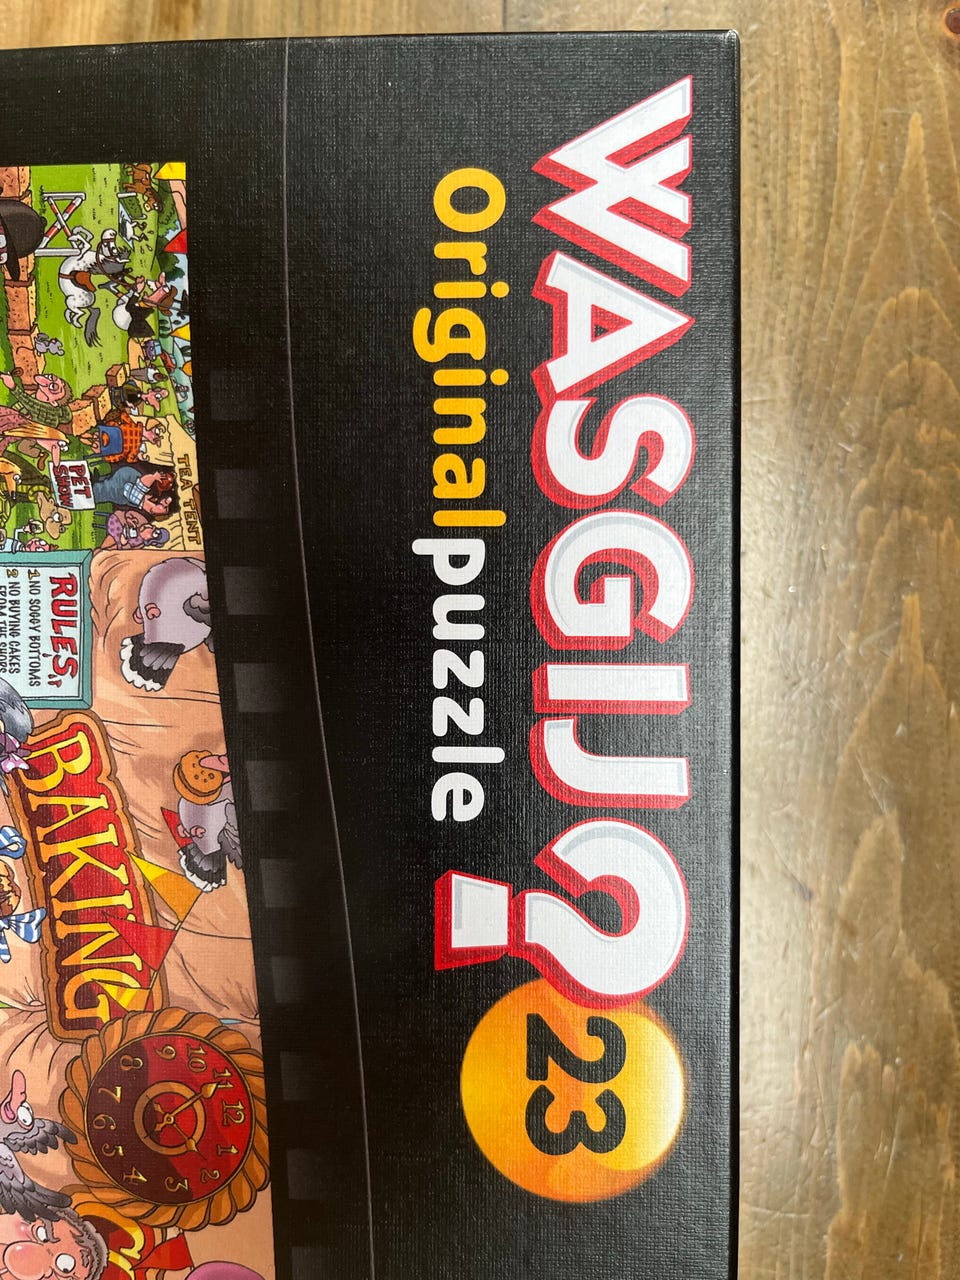 WASGIJ?
23
Original puzzle
TEA TENT
PET
SHOW
RULES
1 NO SOGGY BOTTOMS
2 NO BUYING CAKES
FROM THE SHOPS
BAKING
12
1
2
3
4
5
6
7
8
9
10
11